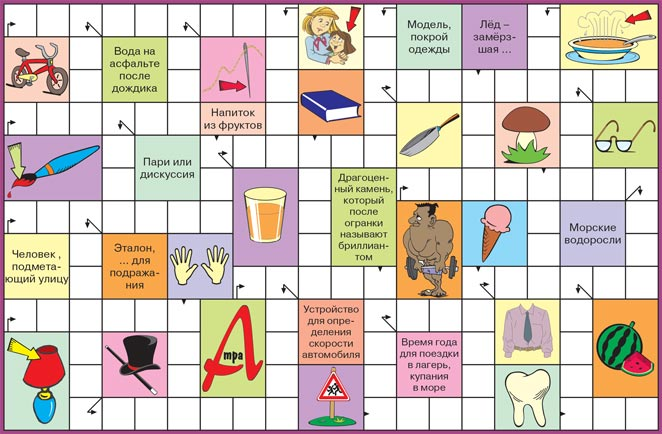 Модель,
покрой
одежды
Лёд –
замёрз-
шая ...
Вода на
асфальте
после
дождика
Напиток
из фруктов
Пари или
дискуссия
Драгоцен-
ный камень,
который
после
огранки
называют
бриллиан-
том
Морские
водоросли
Человек ,
подмета-
ющий улицу
Эталон,
... для
подражания
А
тра
Устройство
для опре-
деления
скорости
автомобиля
Время года
для поездки
в лагерь,
купания
в море